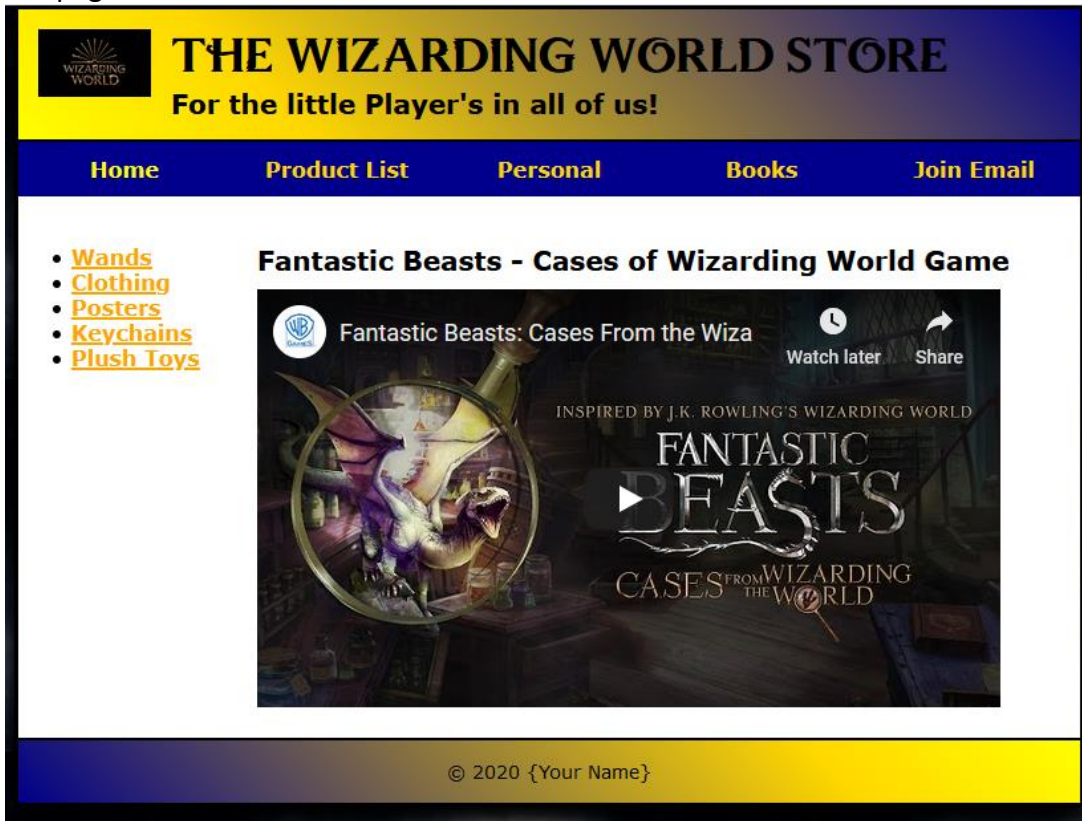 WIZARDING
WORLD
THE WIZARDING WORLD STORE
For the little Player's in all of us!
Home Product List Personal Books Join Email
Wands
Clothing
Posters
Keychains
Plush Toys
Fantastic Beasts - Cases of Wizarding World Game
WB
GAMES
Fantastic Beasts: Cases From the Wiza
Watch later
Share
INSPIRED BY J.K. ROWLING'S WIZARDING WORLD
FANTASTIC
BEASTS
CASES FROM THE WIZARDING WORLD
© 2020 {Your Name}